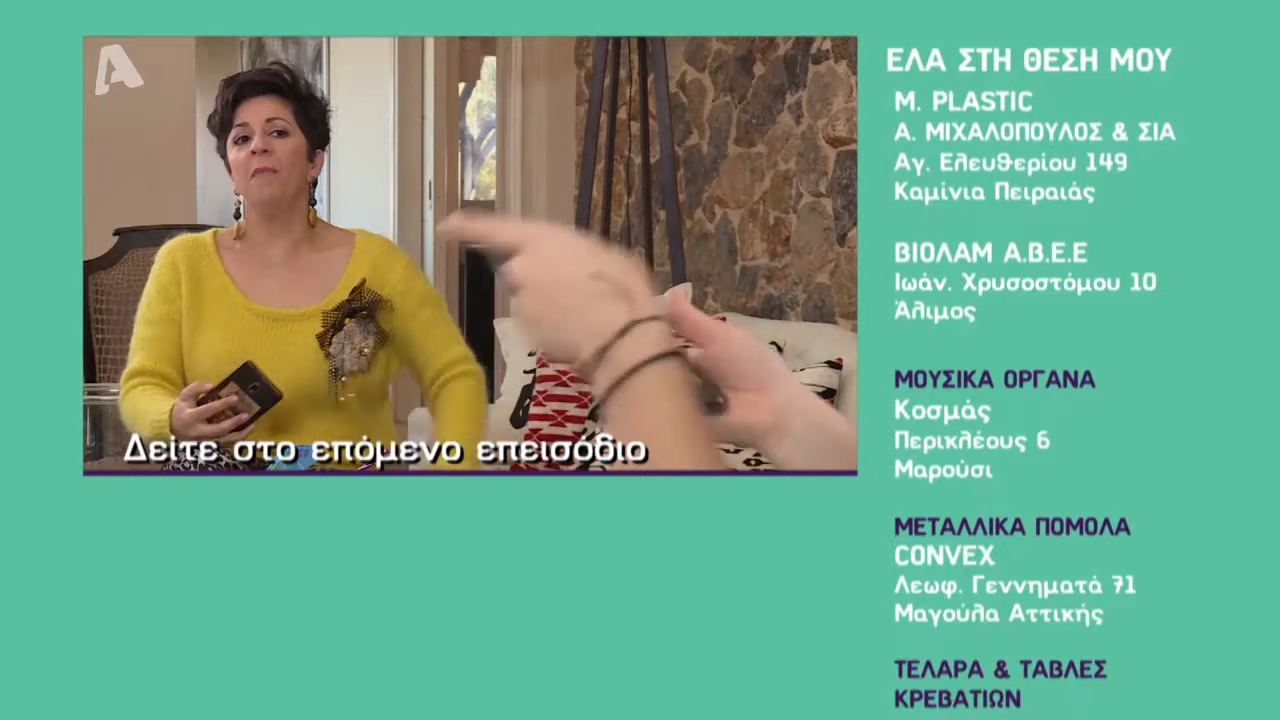 Δείτε στο επόμενο επεισόδιο
ΕΛΑ ΣΤΗ ΘΕΣΗ ΜΟΥ
M. PLASTIC
Α. ΜΙΧΑΛΟΠΟΥΛΟΣ & ΣΙΑ
Αγ. Ελευθερίου 149
Καμίνια Πειραιάς
ΒΙΟΛΑΜ Α.Β.Ε.Ε
Ιωάν. Χρυσοστόμου 10
Άλιμος
ΜΟΥΣΙΚΑ ΟΡΓΑΝΑ
Κοσμάς
Περικλέους 6
Μαρούσι
ΜΕΤΑΛΛΙΚΑ ΠΟΜΟΛΑ
CONVEX
Λεωφ. Γεννηματά 71
Μαγούλα Αττικής
ΤΕΛΑΡΑ & ΤΑΒΛΕΣ
ΚΡΕΒΑΤΙΩΝ